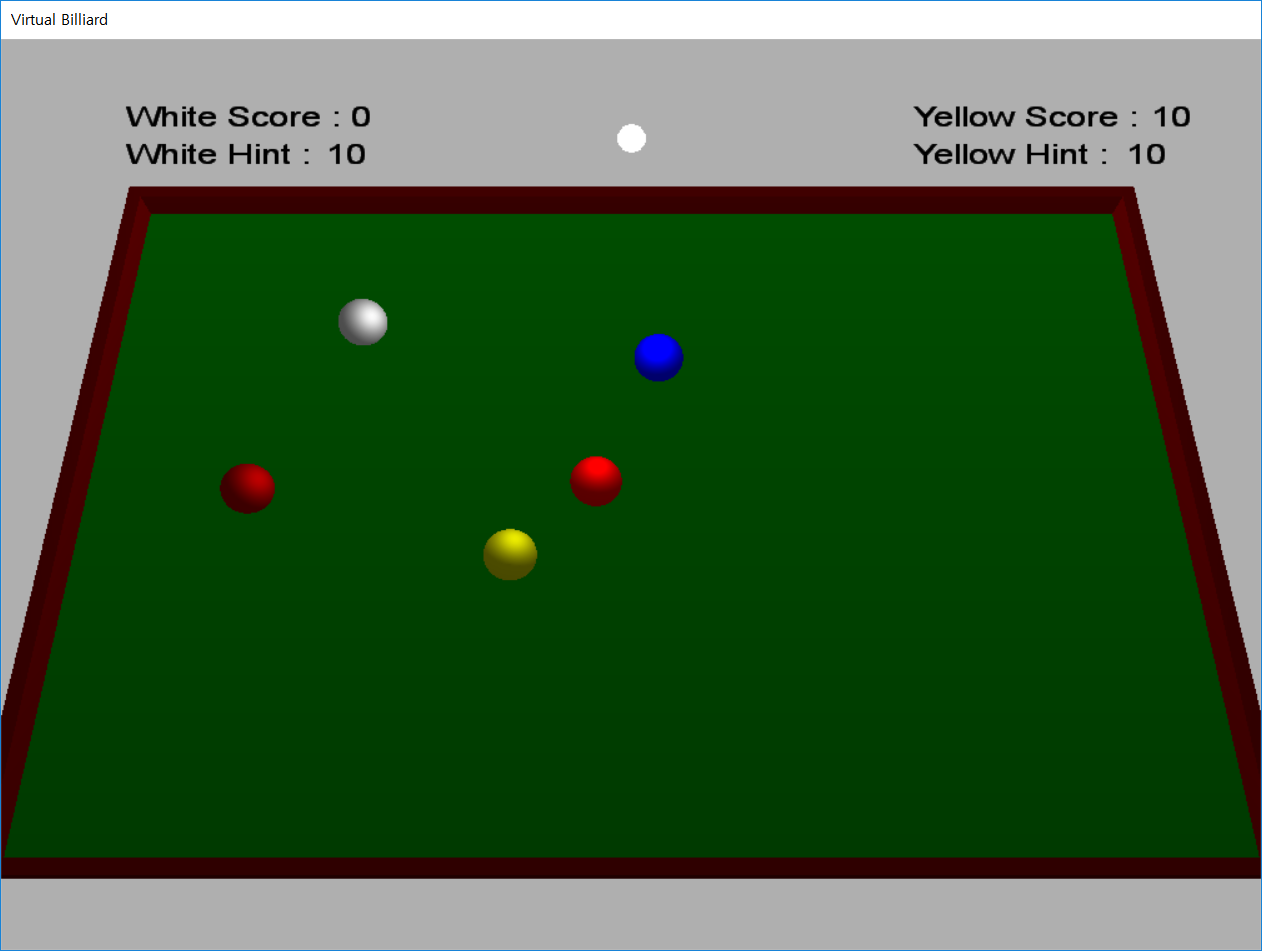 Virtual Billiard
White Score : 0
Yellow Score : 10
White Hint : 10
Yellow Hint : 10